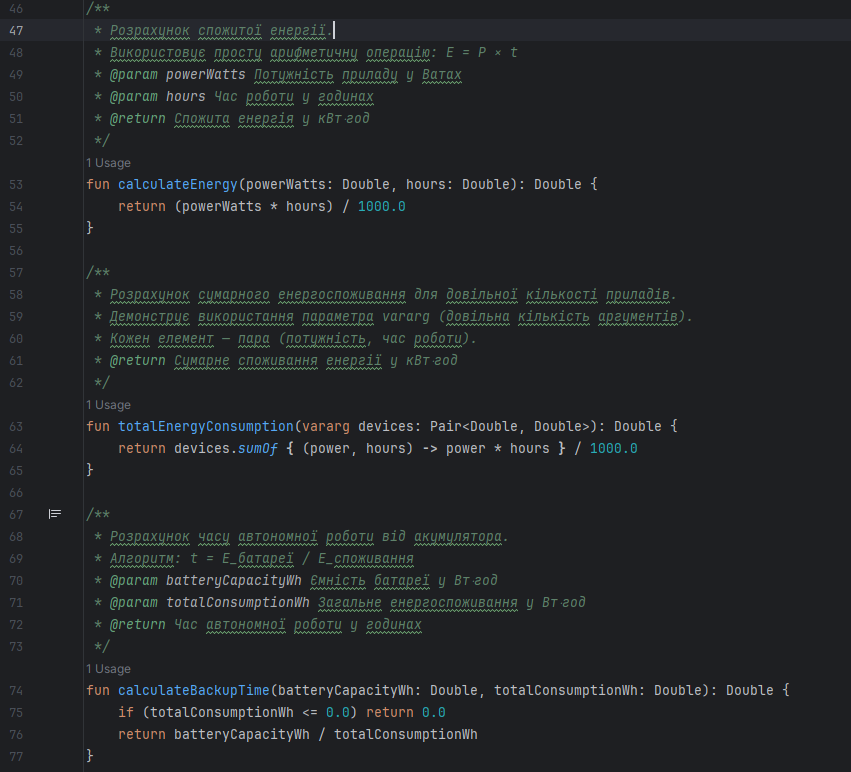 46 /**
47 * Розрахунок спожитої енергії.
48 * Використовує просту арифметичну операцію: E = P × t
49 * @param powerWatts Потужність приладу у Ватах
50 * @param hours Час роботи у годинах
51 * @return Спожита енергія у кВт·год
52 */
1 Usage
53 fun calculateEnergy(powerWatts: Double, hours: Double): Double {
54 return (powerWatts * hours) / 1000.0
55 }
56
57 /**
58 * Розрахунок сумарного енергоспоживання для довільної кількості приладів.
59 * Демонструє використання параметра vararg (довільна кількість аргументів).
60 * Кожен елемент — пара (потужність, час роботи).
61 * @return Сумарне споживання енергії у кВт·год
62 */
1 Usage
63 fun totalEnergyConsumption(vararg devices: Pair<Double, Double>): Double {
64 return devices.sumOf { (power, hours) -> power * hours } / 1000.0
65 }
66
67 /**
68 * Розрахунок часу автономної роботи від акумулятора.
69 * Алгоритм: t = E_батареї / E_споживання
70 * @param batteryCapacityWh Ємність батареї у Вт·год
71 * @param totalConsumptionWh Загальне енергоспоживання у Вт·год
72 * @return Час автономної роботи у годинах
73 */
1 Usage
74 fun calculateBackupTime(batteryCapacityWh: Double, totalConsumptionWh: Double): Double {
75 if (totalConsumptionWh <= 0.0) return 0.0
76 return batteryCapacityWh / totalConsumptionWh
77 }